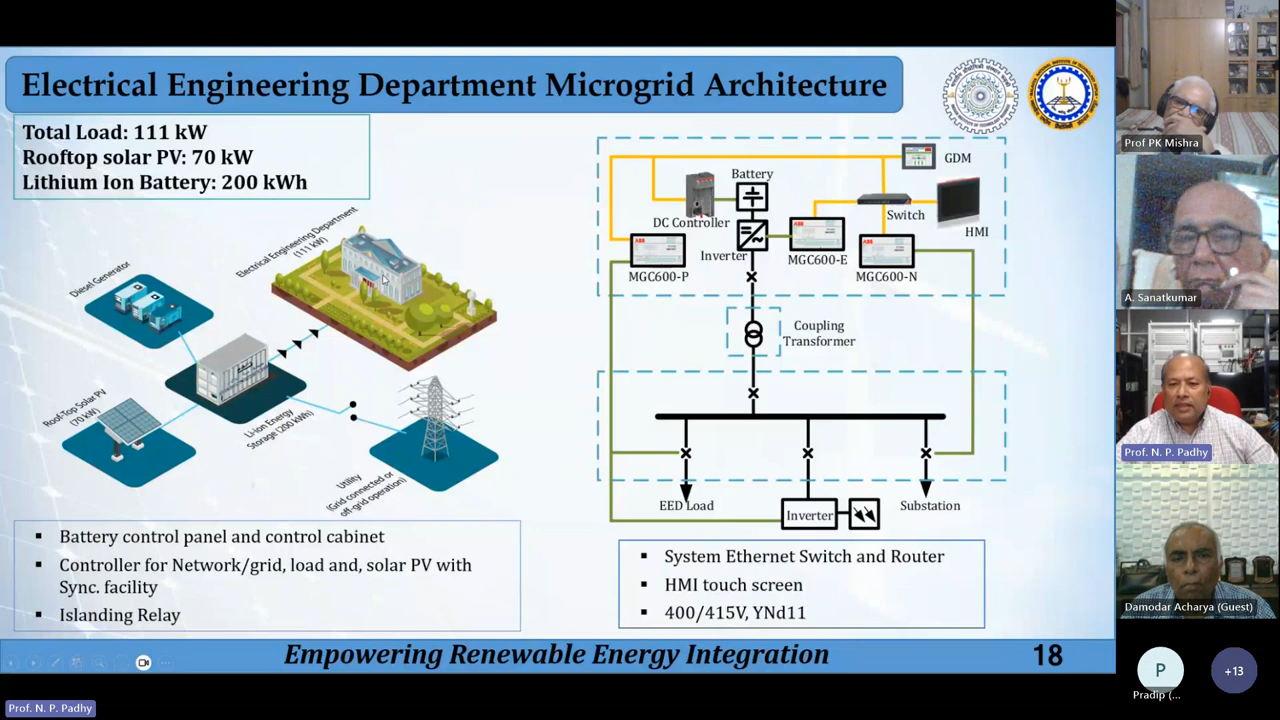 Electrical Engineering Department Microgrid Architecture
Total Load: 111 kW
Rooftop solar PV: 70 kW
Lithium Ion Battery: 200 kWh
Diesel Generator
Electrical Engineering Department
(111 kW)
Roof-Top Solar PV
(70 kW)
Li-ion Energy
Storage (200 kWh)
Utility
(Grid connected or
off-grid operation)
Battery
GDM
DC Controller
Switch
HMI
Inverter
ABB
MGC600-P
ABB
MGC600-E
ABB
MGC600-N
Coupling
Transformer
EED Load
Inverter
Substation
▪ Battery control panel and control cabinet
▪ Controller for Network/grid, load and, solar PV with
Sync. facility
▪ Islanding Relay
▪ System Ethernet Switch and Router
▪ HMI touch screen
▪ 400/415V, YNd11
Empowering Renewable Energy Integration
18
Prof. N. P. Padhy
Prof PK Mishra
A. Sanatkumar
Prof. N. P. Padhy
Damodar Acharya (Guest)
P
Pradip (...
+13